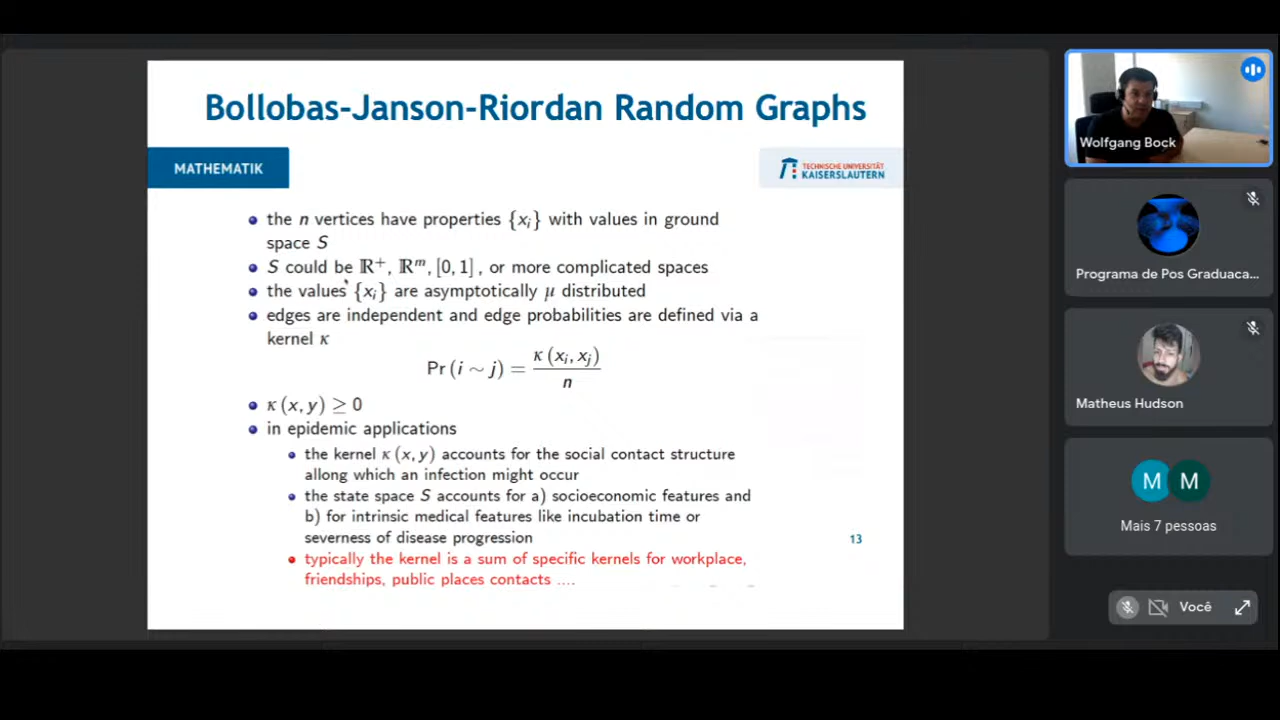 Bollobas-Janson-Riordan Random Graphs
MATHEMATIK
TECHNISCHE UNIVERSITÄT
KAISERSLAUTERN
the n vertices have properties {x_i} with values in ground
space S
S could be ℝ⁺, ℝᵐ, [0, 1] , or more complicated spaces
the values {x_i} are asymptotically μ distributed
edges are independent and edge probabilities are defined via a
kernel κ
Pr (i ∼ j) = κ (x_i, x_j) / n
κ (x, y) ≥ 0
in epidemic applications
the kernel κ (x, y) accounts for the social contact structure
allong which an infection might occur
the state space S accounts for a) socioeconomic features and
b) for intrinsic medical features like incubation time or
severness of disease progression
typically the kernel is a sum of specific kernels for workplace,
friendships, public places contacts ....
13
Wolfgang Bock
Programa de Pos Graduaca...
Matheus Hudson
M M
Mais 7 pessoas
Você